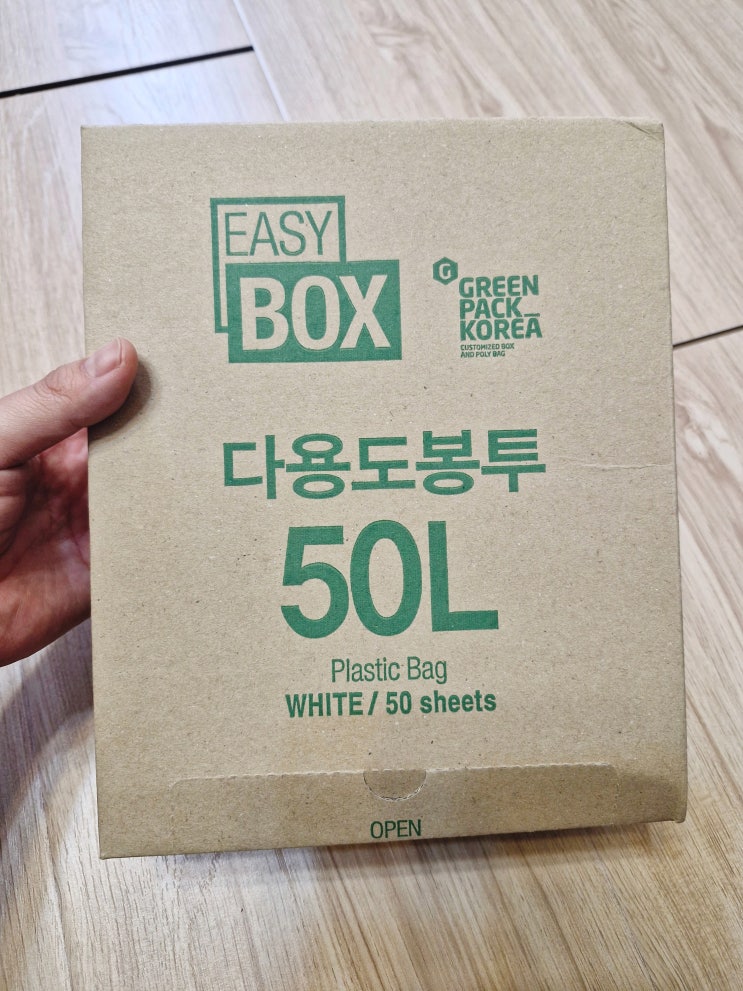 EASY
BOX
G
GREEN
PACK_
KOREA
CUSTOMIZED BOX
AND POLY BAG
다용도봉투
50L
Plastic Bag
WHITE / 50 sheets
OPEN